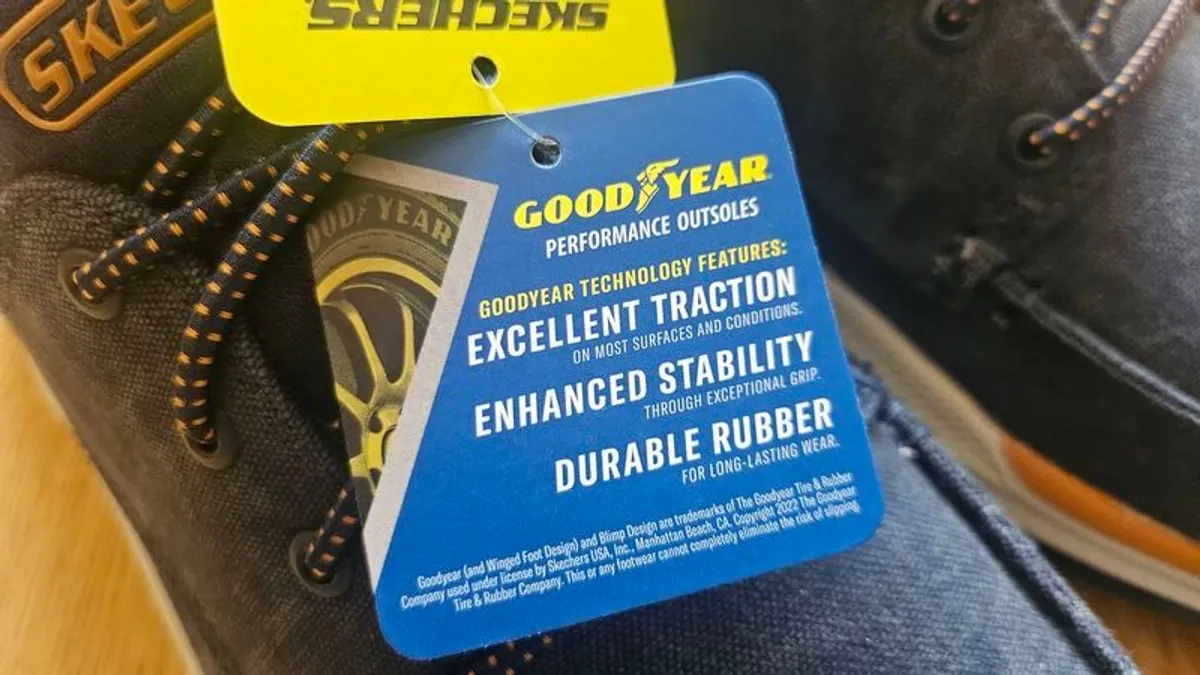 SKE
SKECHERS.
GOODYEAR
GOODYEAR
PERFORMANCE OUTSOLES
GOODYEAR TECHNOLOGY FEATURES:
EXCELLENT TRACTION
ON MOST SURFACES AND CONDITIONS.
ENHANCED STABILITY
THROUGH EXCEPTIONAL GRIP.
DURABLE RUBBER
FOR LONG-LASTING WEAR.
Goodyear (and Winged Foot Design) and Blimp Design are trademarks of The Goodyear Tire & Rubber
Company used under license by Skechers USA, Inc., Manhattan Beach, CA. Copyright 2022 The Goodyear
Tire & Rubber Company. This or any footwear cannot completely eliminate the risk of slipping.